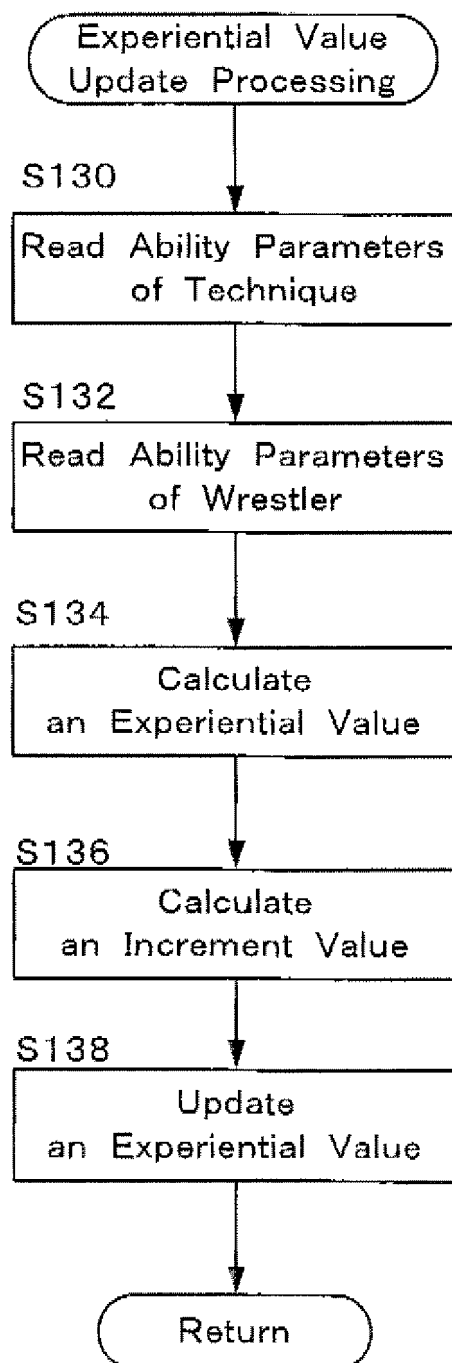 Experiential Value
Update Processing
S130
Read Ability Parameters
of Technique
S132
Read Ability Parameters
of Wrestler
S134
Calculate
an Experiential Value
S136
Calculate
an Increment Value
S138
Update
an Experiential Value
Return